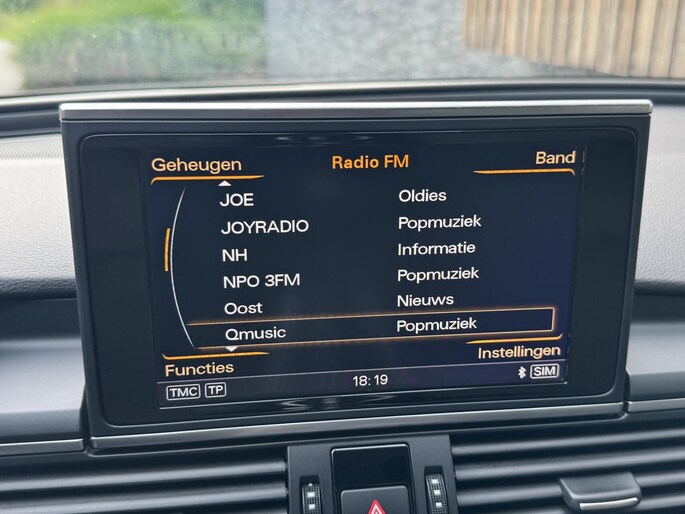 Geheugen Radio FM Band
JOE Oldies
JOYRADIO Popmuziek
NH Informatie
NPO 3FM Popmuziek
Oost Nieuws
Qmusic Popmuziek
Functies Instellingen
TMC TP 18:19 SIM